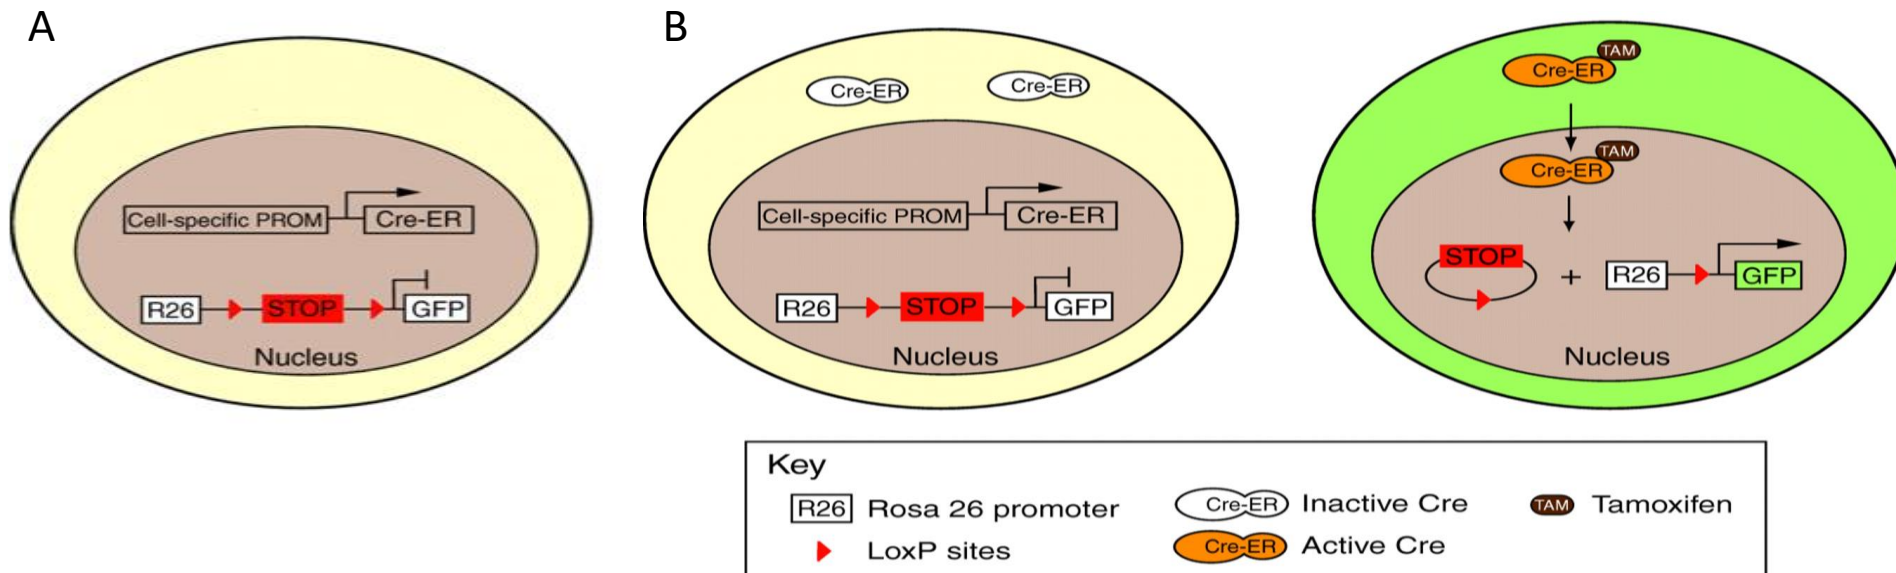 A
Cell-specific PROM
Cre-ER
R26
STOP
GFP
Nucleus
B
Cre-ER
Cre-ER
Cell-specific PROM
Cre-ER
R26
STOP
GFP
Nucleus
TAM
Cre-ER
TAM
Cre-ER
STOP
+
R26
GFP
Nucleus
Key
R26 Rosa 26 promoter
LoxP sites
Cre-ER Inactive Cre
Cre-ER Active Cre
TAM Tamoxifen